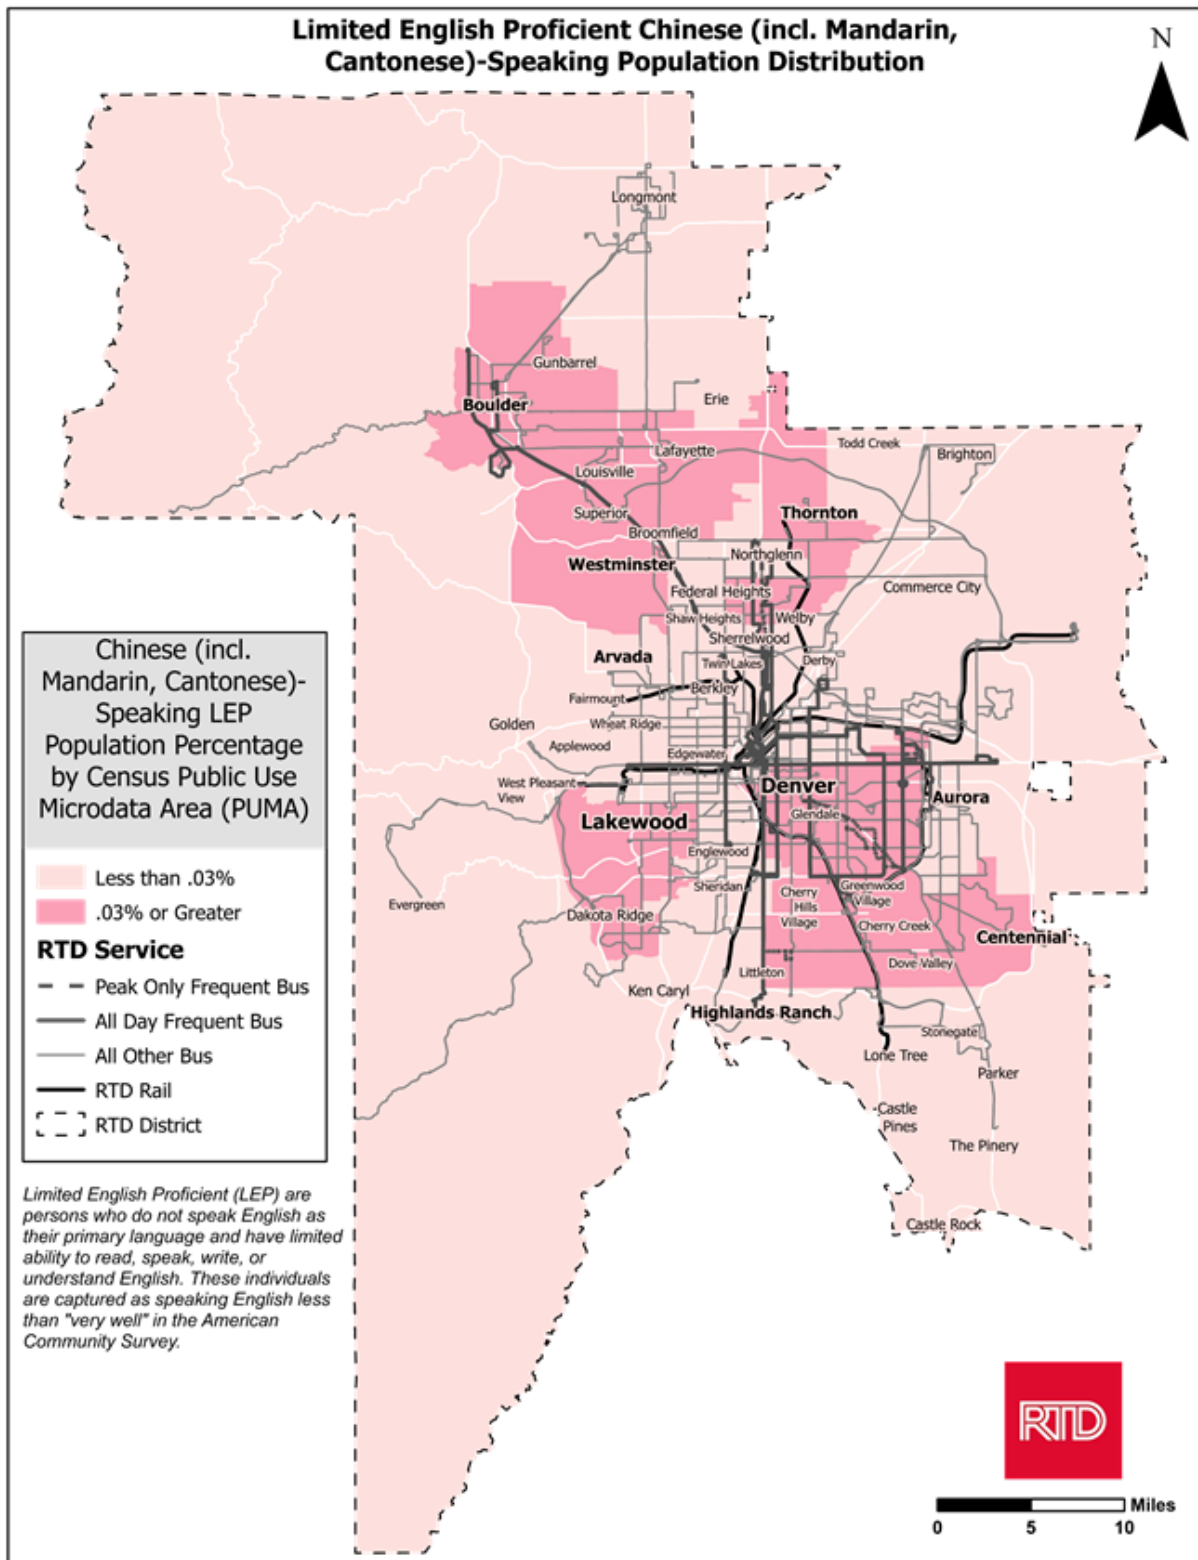 Limited English Proficient Chinese (incl. Mandarin,
Cantonese)-Speaking Population Distribution
N
Longmont
Gunbarrel
Boulder
Erie
Todd Creek
Lafayette
Brighton
Louisville
Superior
Thornton
Broomfield
Northglenn
Westminster
Commerce City
Federal Heights
Shaw Heights
Welby
Sherrelwood
Arvada
Twin Lakes
Derby
Berkley
Fairmount
Golden
Wheat Ridge
Applewood
Edgewater
West Pleasant
View
Denver
Aurora
Lakewood
Glendale
Englewood
Sheridan
Cherry
Hills
Village
Greenwood
Village
Evergreen
Dakota Ridge
Cherry Creek
Centennial
Dove Valley
Littleton
Ken Caryl
Highlands Ranch
Stonegate
Lone Tree
Parker
Castle
Pines
The Pinery
Castle Rock
Chinese (incl.
Mandarin, Cantonese)-
Speaking LEP
Population Percentage
by Census Public Use
Microdata Area (PUMA)
Less than .03%
.03% or Greater
RTD Service
Peak Only Frequent Bus
All Day Frequent Bus
All Other Bus
RTD Rail
RTD District
Limited English Proficient (LEP) are
persons who do not speak English as
their primary language and have limited
ability to read, speak, write, or
understand English. These individuals
are captured as speaking English less
than "very well" in the American
Community Survey.
RTD
Miles
0 5 10